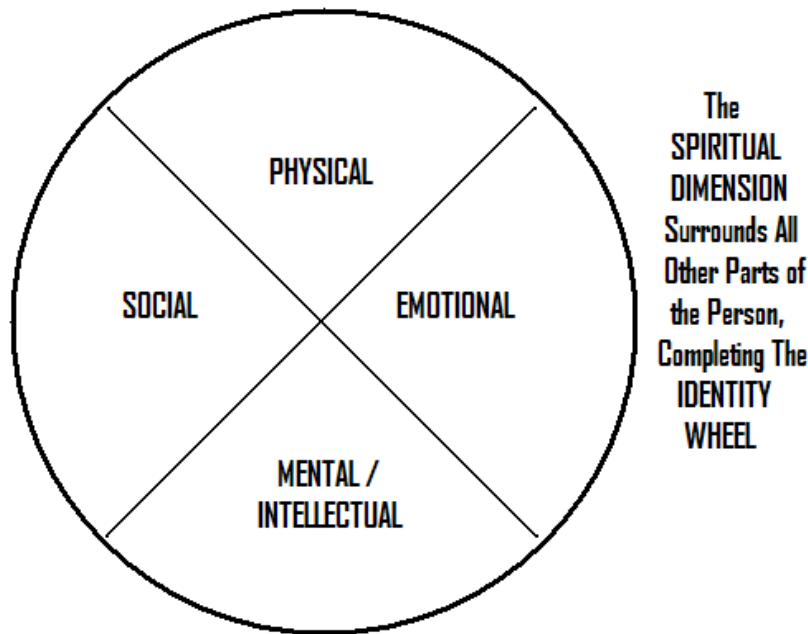 PHYSICAL
SOCIAL
EMOTIONAL
MENTAL /
INTELLECTUAL
The
SPIRITUAL
DIMENSION
Surrounds All
Other Parts of
the Person,
Completing The
IDENTITY
WHEEL